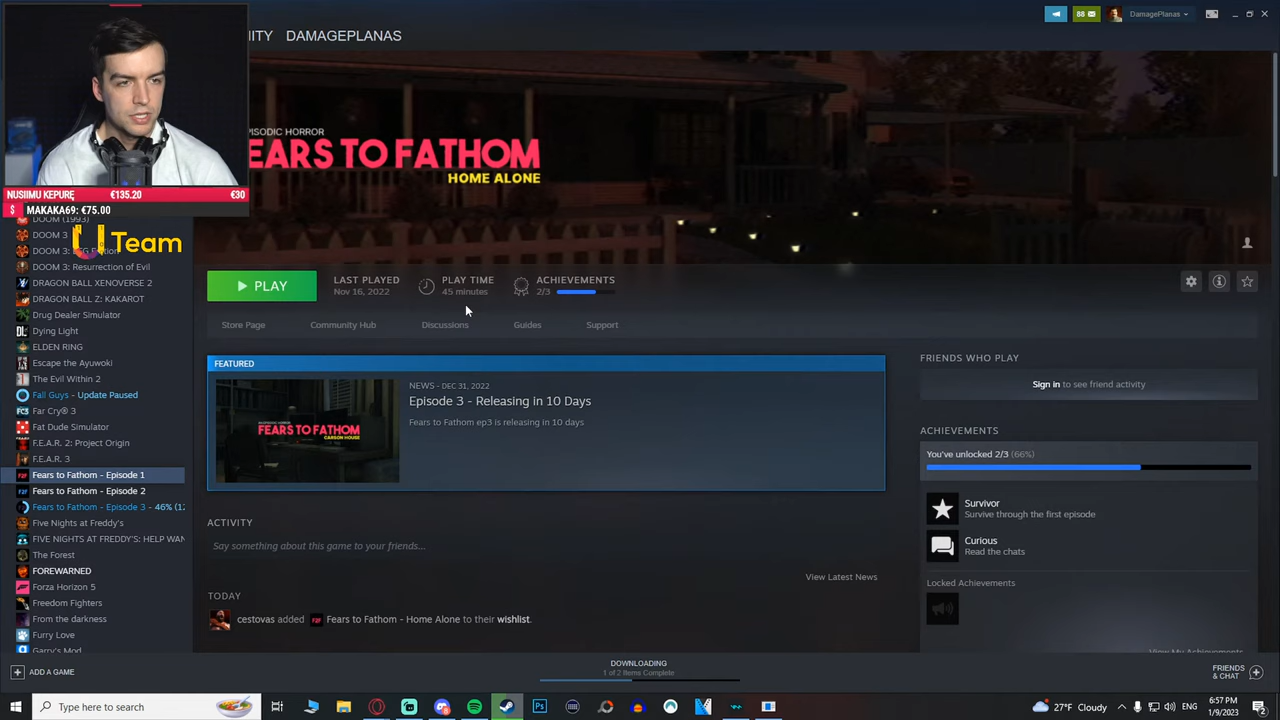 88
DamagePlanas
ITY DAMAGEPLANAS
EPISODIC HORROR
FEARS TO FATHOM
HOME ALONE
NUSIIMU KEPURĘ €135.20 €30
$ MAKAKA69: €75.00
UTeam
DOOM (1993)
DOOM 3
DOOM 3: Resurrection of Evil
DRAGON BALL XENOVERSE 2
DRAGON BALL Z: KAKAROT
Drug Dealer Simulator
Dying Light
ELDEN RING
Escape the Ayuwoki
The Evil Within 2
Fall Guys - Update Paused
Far Cry® 3
Fat Dude Simulator
F.E.A.R. 2: Project Origin
F.E.A.R. 3
Fears to Fathom - Episode 1
Fears to Fathom - Episode 2
Fears to Fathom - Episode 3 - 46% (12
Five Nights at Freddy's
FIVE NIGHTS AT FREDDY'S: HELP WAN
The Forest
FOREWARNED
Forza Horizon 5
Freedom Fighters
From the darkness
Furry Love
Garry's Mod
PLAY
LAST PLAYED
Nov 16, 2022
PLAY TIME
45 minutes
ACHIEVEMENTS
2/3
Store Page Community Hub Discussions Guides Support
FEATURED
FEARS TO FATHOM
CARSON HOUSE
NEWS - DEC 31, 2022
Episode 3 - Releasing in 10 Days
Fears to Fathom ep3 is releasing in 10 days
ACTIVITY
Say something about this game to your friends...
View Latest News
TODAY
cestovas added Fears to Fathom - Home Alone to their wishlist.
FRIENDS WHO PLAY
Sign in to see friend activity
ACHIEVEMENTS
You've unlocked 2/3 (66%)
Survivor
Survive through the first episode
Curious
Read the chats
Locked Achievements
View My Achievements
ADD A GAME
DOWNLOADING
1 of 2 Items Complete
FRIENDS
& CHAT
Type here to search
27°F Cloudy
6:57 PM
1/9/2023